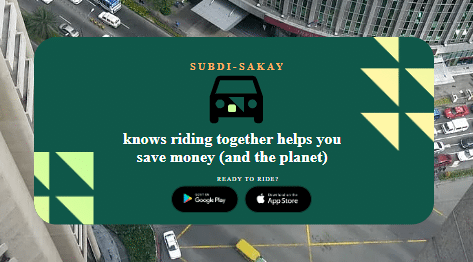 SUBDI-SAKAY
knows riding together helps you
save money (and the planet)
READY TO RIDE?
GET IT ON
Google Play
Download on the
App Store